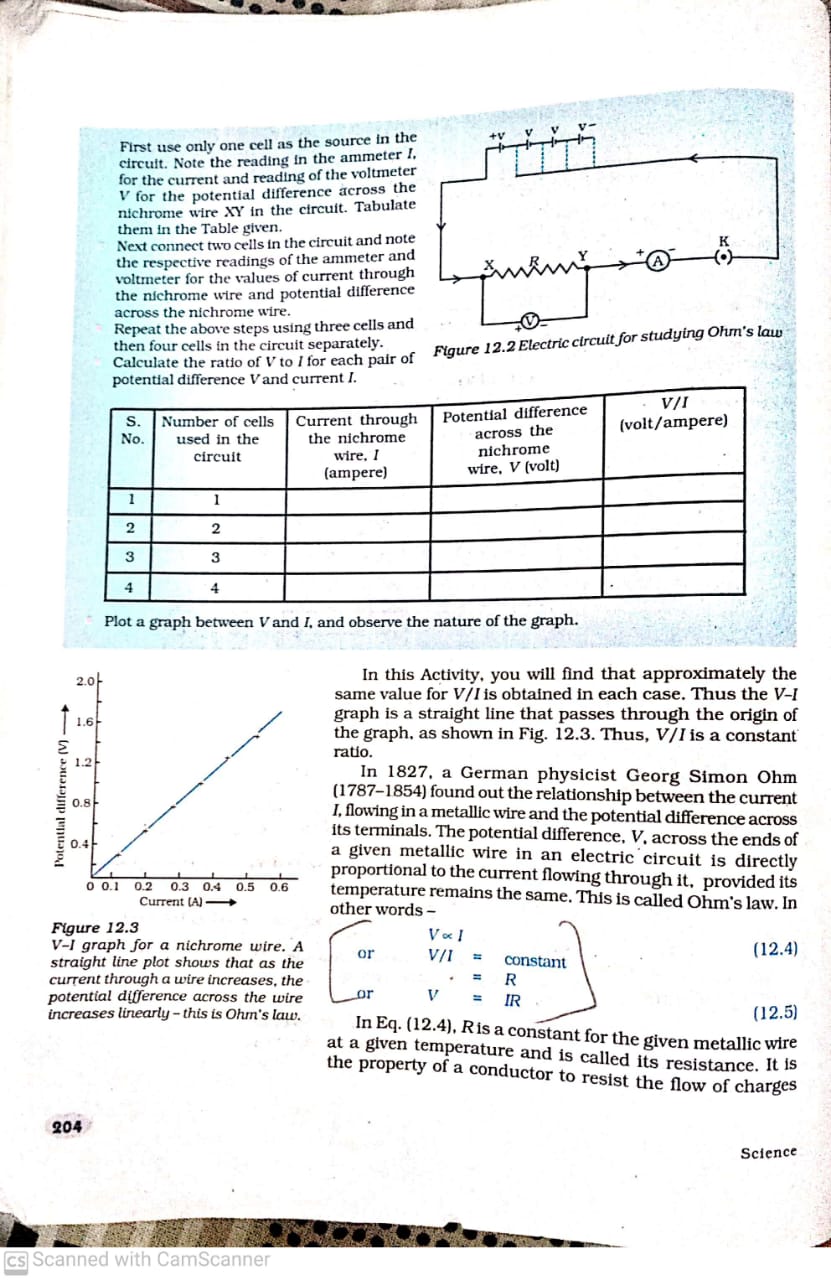 First use only one cell as the source in the
circuit. Note the reading in the ammeter I,
for the current and reading of the voltmeter
V for the potential difference across the
nichrome wire XY in the circuit. Tabulate
them in the Table given.
Next connect two cells in the circuit and note
the respective readings of the ammeter and
voltmeter for the values of current through
the nichrome wire and potential difference
across the nichrome wire.
Repeat the above steps using three cells and
then four cells in the circuit separately.
Calculate the ratio of V to I for each pair of
potential difference V and current I.
+V V V V-
K
X R Y + A -
+ V -
Figure 12.2 Electric circuit for studying Ohm's law
S. No. Number of cells used in the circuit Current through the nichrome wire, I (ampere) Potential difference across the nichrome wire, V (volt) V/I (volt/ampere)
1 1
2 2
3 3
4 4
Plot a graph between V and I, and observe the nature of the graph.
2.0
1.6
1.2
0.8
0.4
Potential difference (V)
0 0.1 0.2 0.3 0.4 0.5 0.6
Current (A)
Figure 12.3
V-I graph for a nichrome wire. A
straight line plot shows that as the
current through a wire increases, the
potential difference across the wire
increases linearly – this is Ohm's law.
In this Activity, you will find that approximately the
same value for V/I is obtained in each case. Thus the V–I
graph is a straight line that passes through the origin of
the graph, as shown in Fig. 12.3. Thus, V/I is a constant
ratio.
In 1827, a German physicist Georg Simon Ohm
(1787–1854) found out the relationship between the current
I, flowing in a metallic wire and the potential difference across
its terminals. The potential difference, V, across the ends of
a given metallic wire in an electric circuit is directly
proportional to the current flowing through it, provided its
temperature remains the same. This is called Ohm's law. In
other words –
V ∝ I
or V/I = constant (12.4)
= R
or V = IR (12.5)
In Eq. (12.4), R is a constant for the given metallic wire
at a given temperature and is called its resistance. It is
the property of a conductor to resist the flow of charges
204
Science
CS Scanned with CamScanner